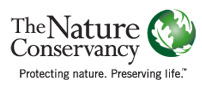 The Nature
Conservancy
Protecting nature. Preserving life.™